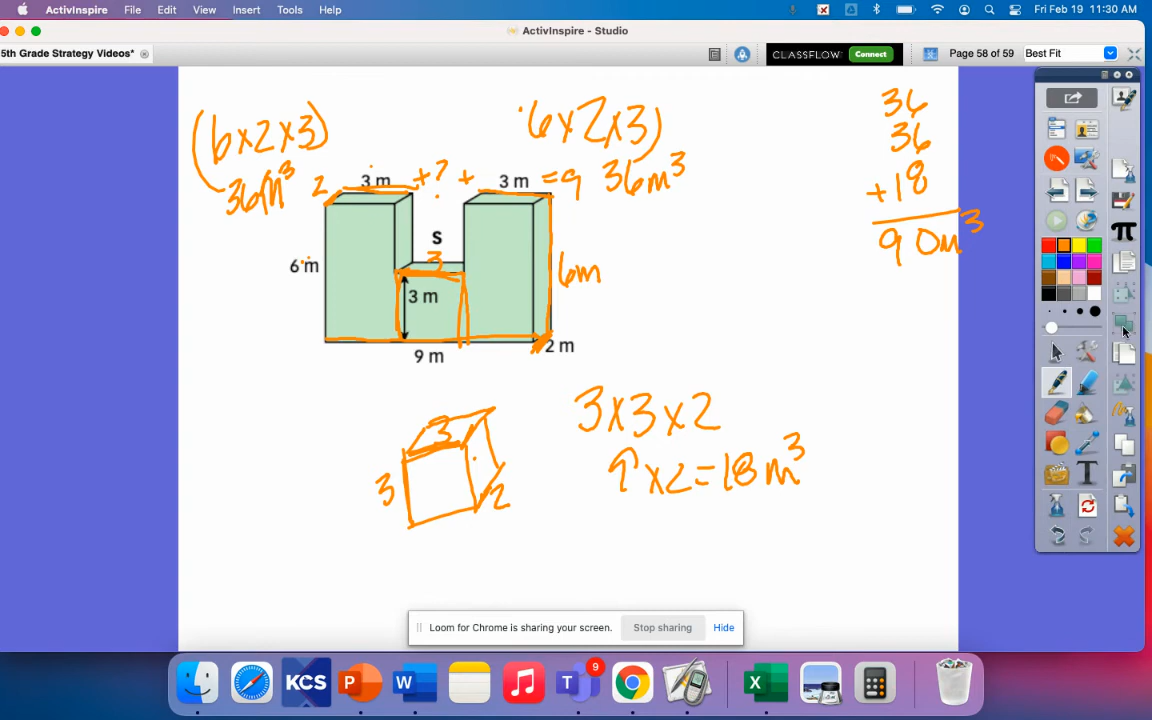 ActivInspire File Edit View Insert Tools Help Fri Feb 19 11:30 AM
ActivInspire - Studio
5th Grade Strategy Videos* CLASSFLOW Connect Page 58 of 59 Best Fit
(6x2x3) 6x2x3)
36m³ 2 3 m +? + 3 m =9 36m³
36
36
+18
90m³
S
3
6 m 3 m 6m
9 m 2 m
3 3 2
3x3x2
9x2=18m³
Loom for Chrome is sharing your screen. Stop sharing Hide
KCS P W T 9 X